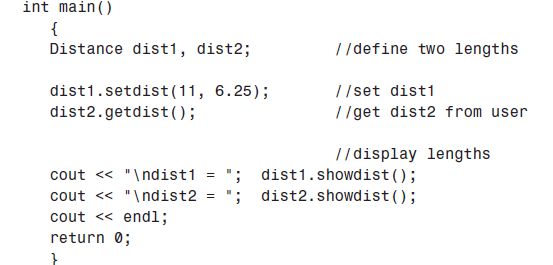 int main()
{
Distance dist1, dist2; //define two lengths
dist1.setdist(11, 6.25); //set dist1
dist2.getdist(); //get dist2 from user
//display lengths
cout << "\ndist1 = "; dist1.showdist();
cout << "\ndist2 = "; dist2.showdist();
cout << endl;
return 0;
}